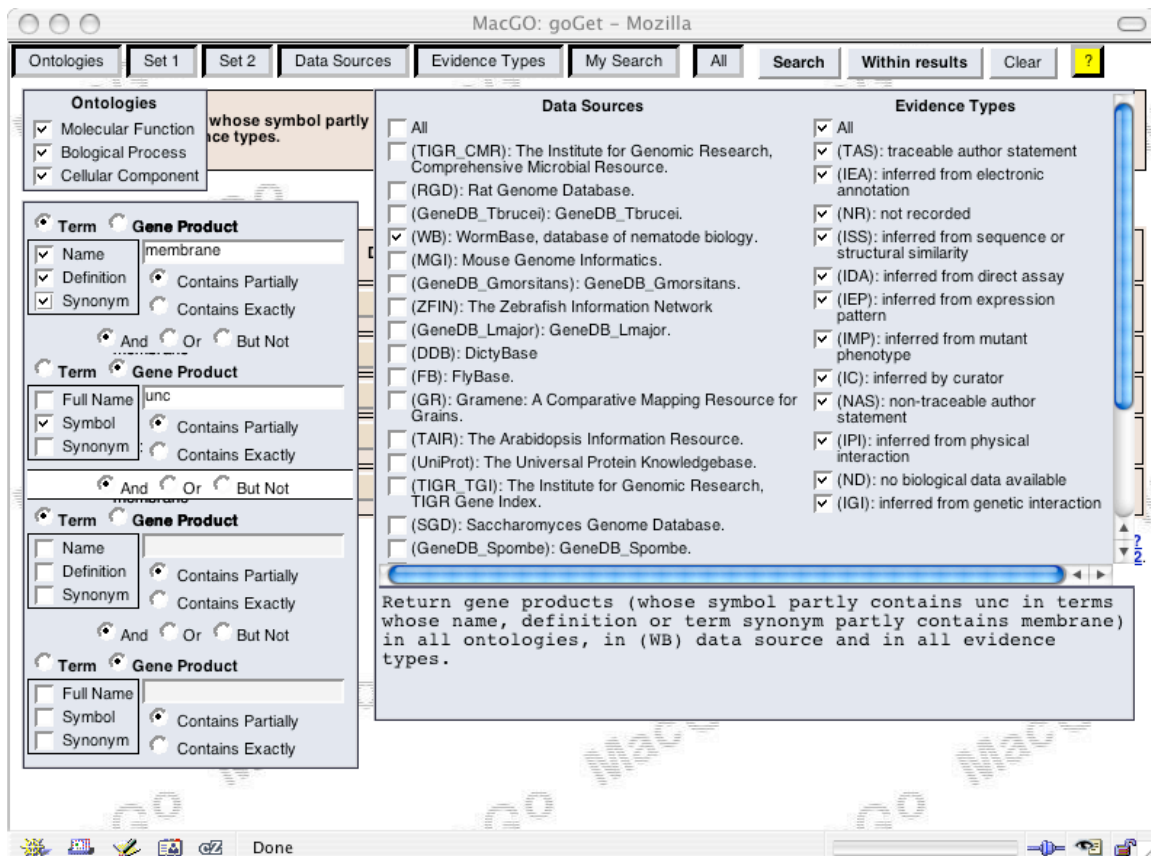 MacGO: goGet - Mozilla
Ontologies Set 1 Set 2 Data Sources Evidence Types My Search All Search Within results Clear ?
Ontologies
Molecular Function
Biological Process
Cellular Component
whose symbol partly
nce types.
Term Gene Product
Name membrane
Definition Contains Partially
Synonym Contains Exactly
And Or But Not
Term Gene Product
Full Name unc
Symbol Contains Partially
Synonym Contains Exactly
And Or But Not
Term Gene Product
Name
Definition Contains Partially
Synonym Contains Exactly
And Or But Not
Term Gene Product
Full Name
Symbol Contains Partially
Synonym Contains Exactly
Data Sources
All
(TIGR_CMR): The Institute for Genomic Research,
Comprehensive Microbial Resource.
(RGD): Rat Genome Database.
(GeneDB_Tbrucei): GeneDB_Tbrucei.
(WB): WormBase, database of nematode biology.
(MGI): Mouse Genome Informatics.
(GeneDB_Gmorsitans): GeneDB_Gmorsitans.
(ZFIN): The Zebrafish Information Network
(GeneDB_Lmajor): GeneDB_Lmajor.
(DDB): DictyBase
(FB): FlyBase.
(GR): Gramene: A Comparative Mapping Resource for
Grains.
(TAIR): The Arabidopsis Information Resource.
(UniProt): The Universal Protein Knowledgebase.
(TIGR_TGI): The Institute for Genomic Research,
TIGR Gene Index.
(SGD): Saccharomyces Genome Database.
(GeneDB_Spombe): GeneDB_Spombe.
Evidence Types
All
(TAS): traceable author statement
(IEA): inferred from electronic
annotation
(NR): not recorded
(ISS): inferred from sequence or
structural similarity
(IDA): inferred from direct assay
(IEP): inferred from expression
pattern
(IMP): inferred from mutant
phenotype
(IC): inferred by curator
(NAS): non-traceable author
statement
(IPI): inferred from physical
interaction
(ND): no biological data available
(IGI): inferred from genetic interaction
?
2.
Return gene products (whose symbol partly contains unc in terms
whose name, definition or term synonym partly contains membrane)
in all ontologies, in (WB) data source and in all evidence
types.
MacGO
MacGO
Done